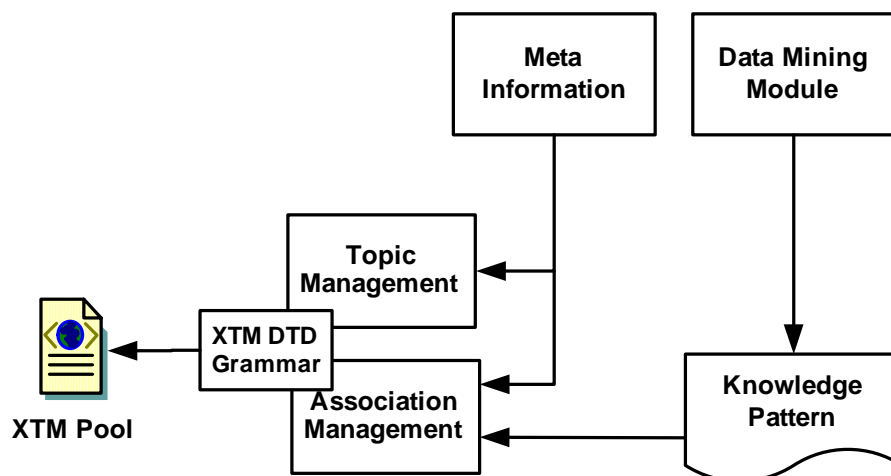 Meta
Information
Data Mining
Module
Topic
Management
XTM DTD
Grammar
Association
Management
Knowledge
Pattern
XTM Pool